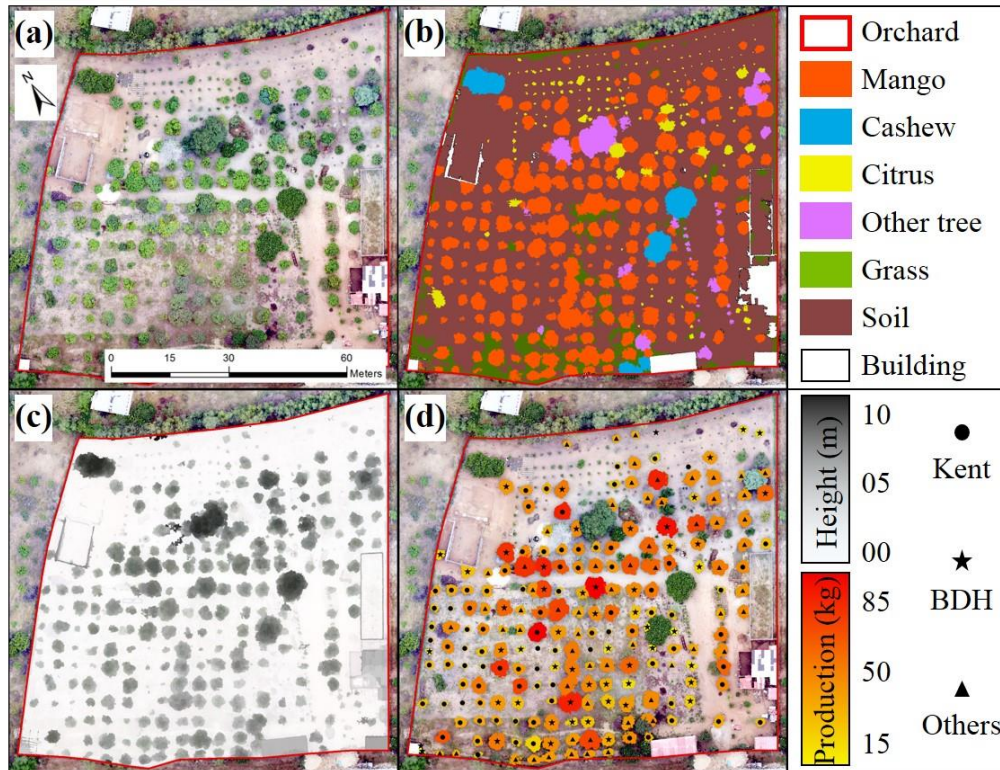 (a)
N
0 15 30 60
Meters
(b)
Orchard
Mango
Cashew
Citrus
Other tree
Grass
Soil
Building
(c)
(d)
Height (m)
10
05
00
Production (kg)
85
50
15
Kent
BDH
Others